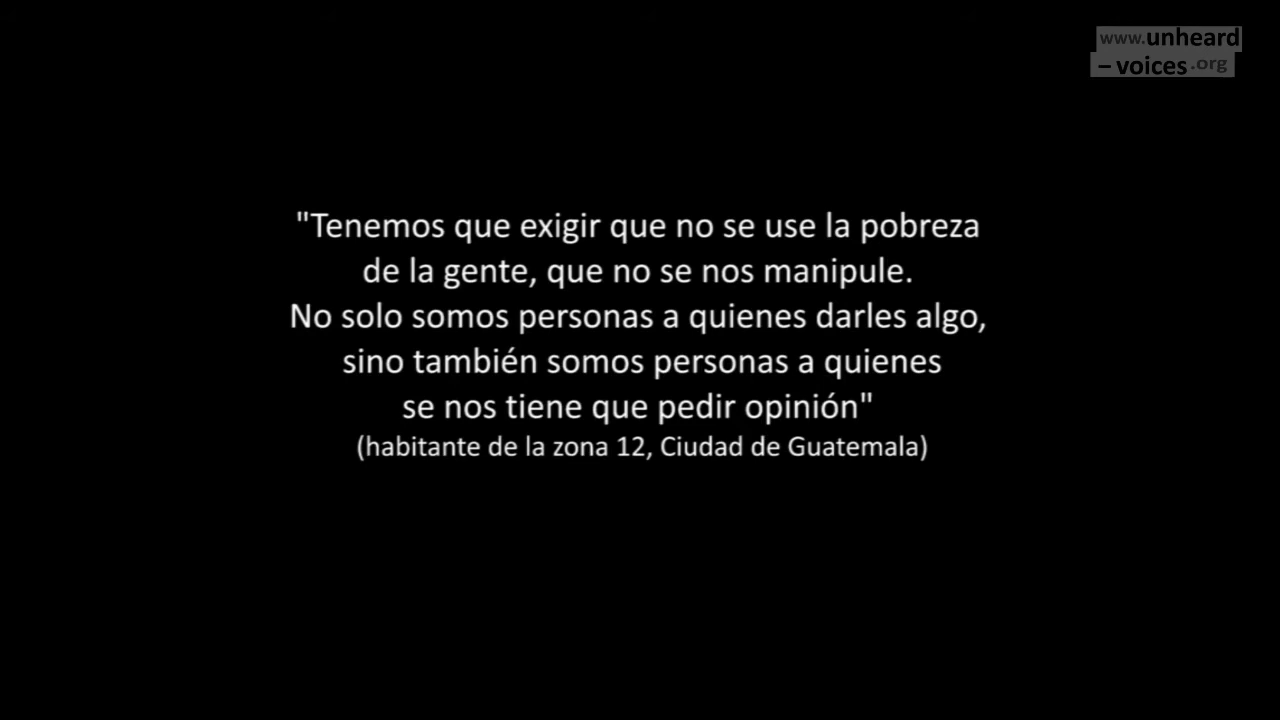 www.unheard
– voices.org
"Tenemos que exigir que no se use la pobreza
de la gente, que no se nos manipule.
No solo somos personas a quienes darles algo,
sino también somos personas a quienes
se nos tiene que pedir opinión"
(habitante de la zona 12, Ciudad de Guatemala)